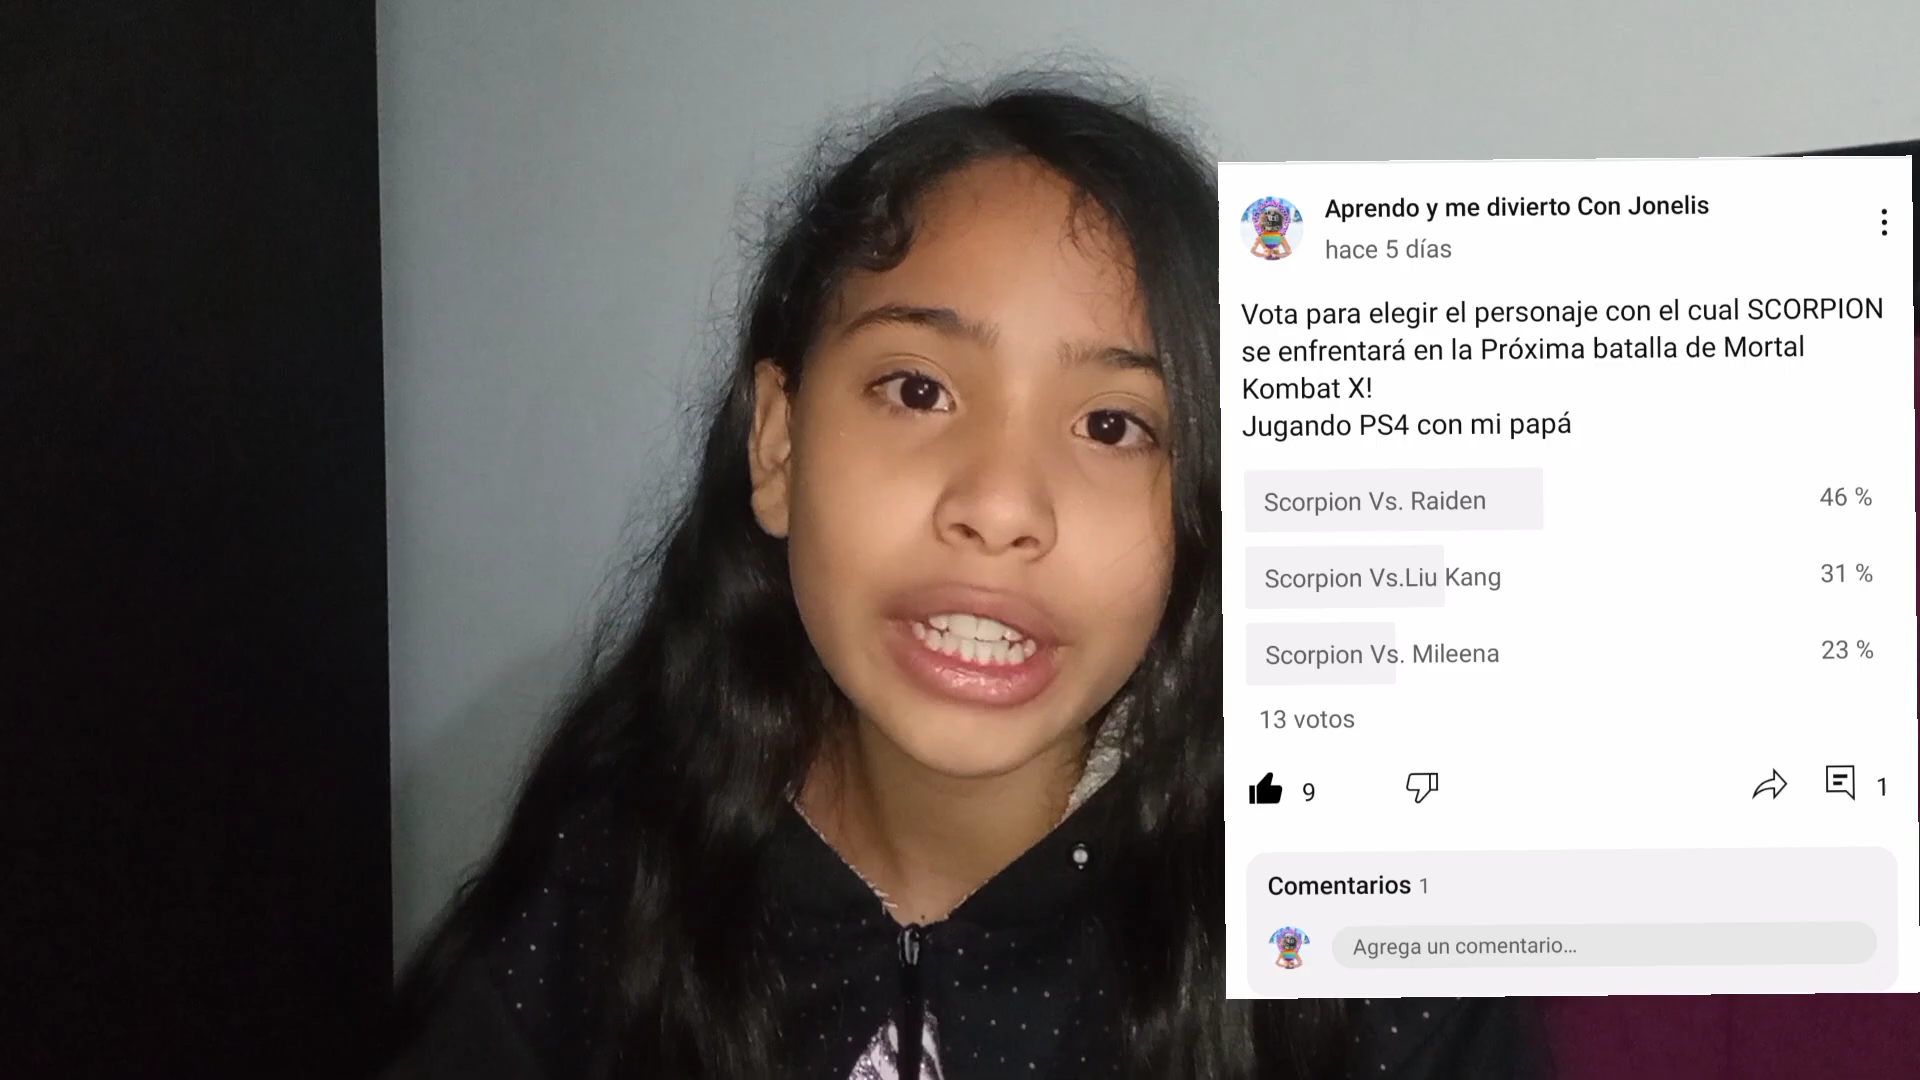 Aprendo y me divierto Con Jonelis
hace 5 días
Vota para elegir el personaje con el cual SCORPION
se enfrentará en la Próxima batalla de Mortal
Kombat X!
Jugando PS4 con mi papá
Scorpion Vs. Raiden 46 %
Scorpion Vs.Liu Kang 31 %
Scorpion Vs. Mileena 23 %
13 votos
9 1
Comentarios 1
Agrega un comentario...